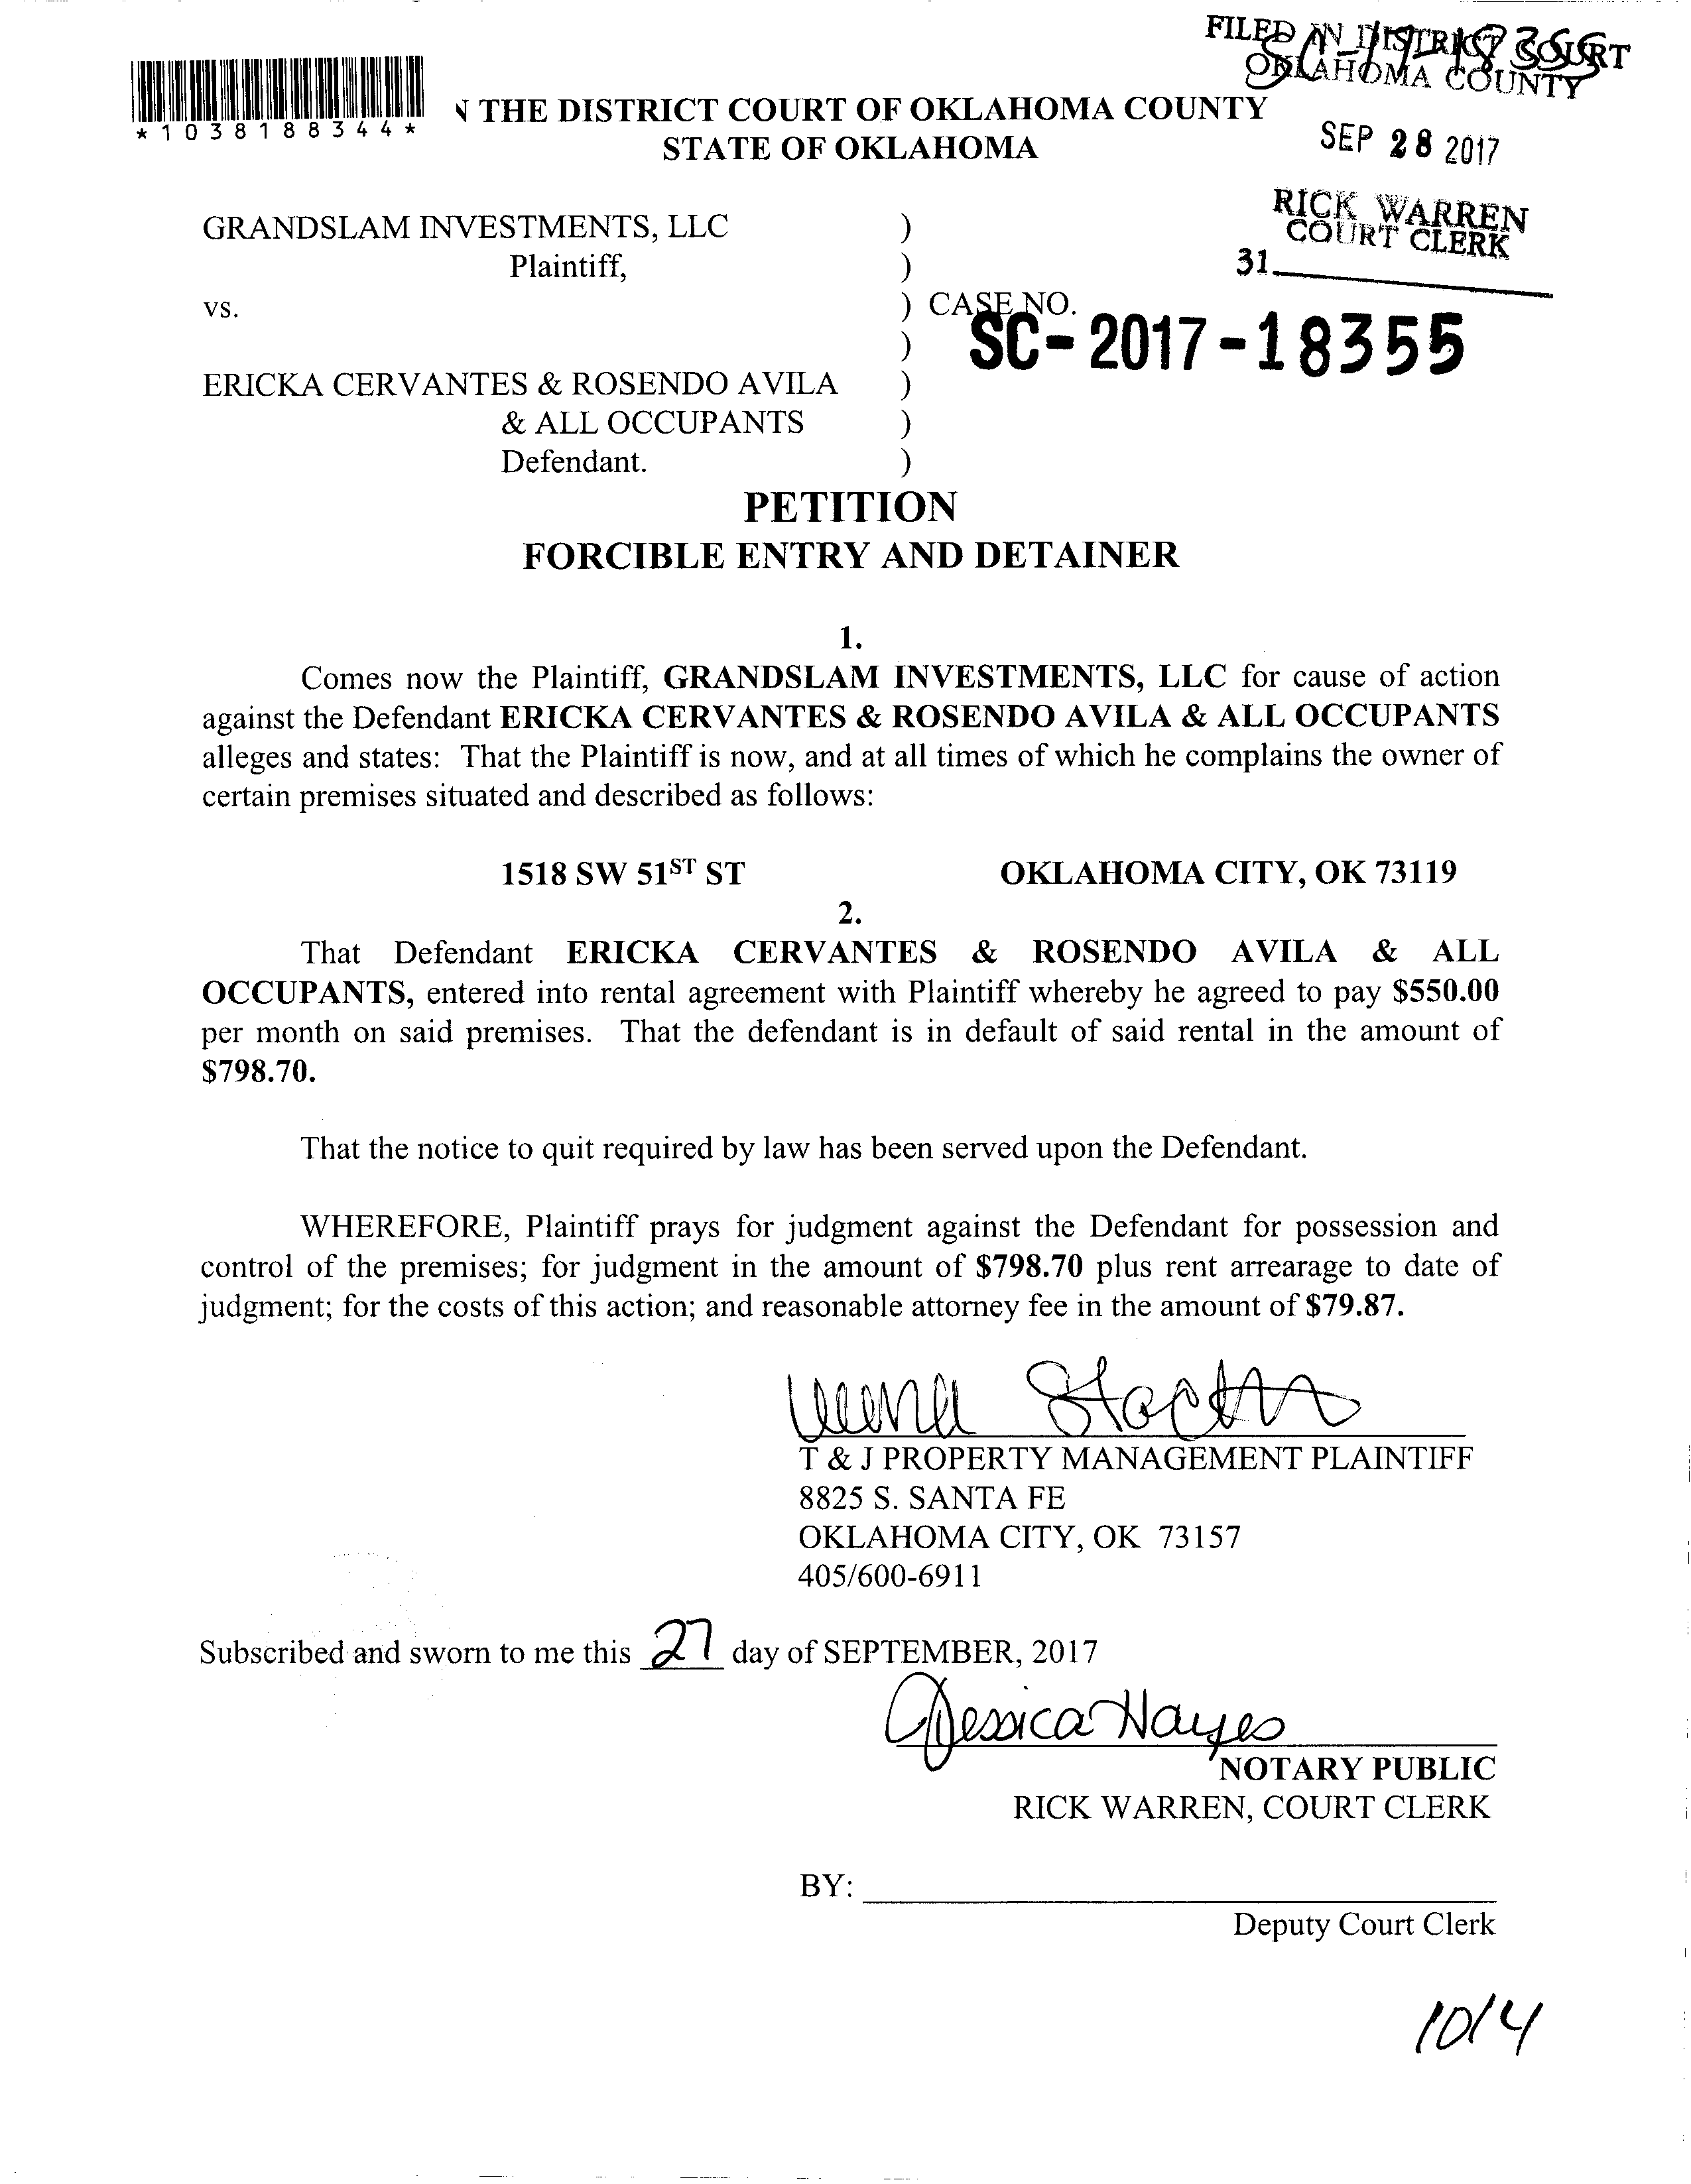 FILED IN DISTRICT COURT
OKLAHOMA COUNTY
*1038188344*
N THE DISTRICT COURT OF OKLAHOMA COUNTY
STATE OF OKLAHOMA
SEP 28 2017
RICK WARREN
COURT CLERK
31
GRANDSLAM INVESTMENTS, LLC )
Plaintiff, )
vs. ) CASE NO.
) SC-2017-18355
ERICKA CERVANTES & ROSENDO AVILA )
& ALL OCCUPANTS )
Defendant. )
PETITION
FORCIBLE ENTRY AND DETAINER
1.
Comes now the Plaintiff, GRANDSLAM INVESTMENTS, LLC for cause of action
against the Defendant ERICKA CERVANTES & ROSENDO AVILA & ALL OCCUPANTS
alleges and states: That the Plaintiff is now, and at all times of which he complains the owner of
certain premises situated and described as follows:
1518 SW 51ST ST OKLAHOMA CITY, OK 73119
2.
That Defendant ERICKA CERVANTES & ROSENDO AVILA & ALL
OCCUPANTS, entered into rental agreement with Plaintiff whereby he agreed to pay $550.00
per month on said premises. That the defendant is in default of said rental in the amount of
$798.70.
That the notice to quit required by law has been served upon the Defendant.
WHEREFORE, Plaintiff prays for judgment against the Defendant for possession and
control of the premises; for judgment in the amount of $798.70 plus rent arrearage to date of
judgment; for the costs of this action; and reasonable attorney fee in the amount of $79.87.
T & J PROPERTY MANAGEMENT PLAINTIFF
8825 S. SANTA FE
OKLAHOMA CITY, OK 73157
405/600-6911
Subscribed and sworn to me this 27 day of SEPTEMBER, 2017
Jessica Hayes
NOTARY PUBLIC
RICK WARREN, COURT CLERK
BY:
Deputy Court Clerk
10/4